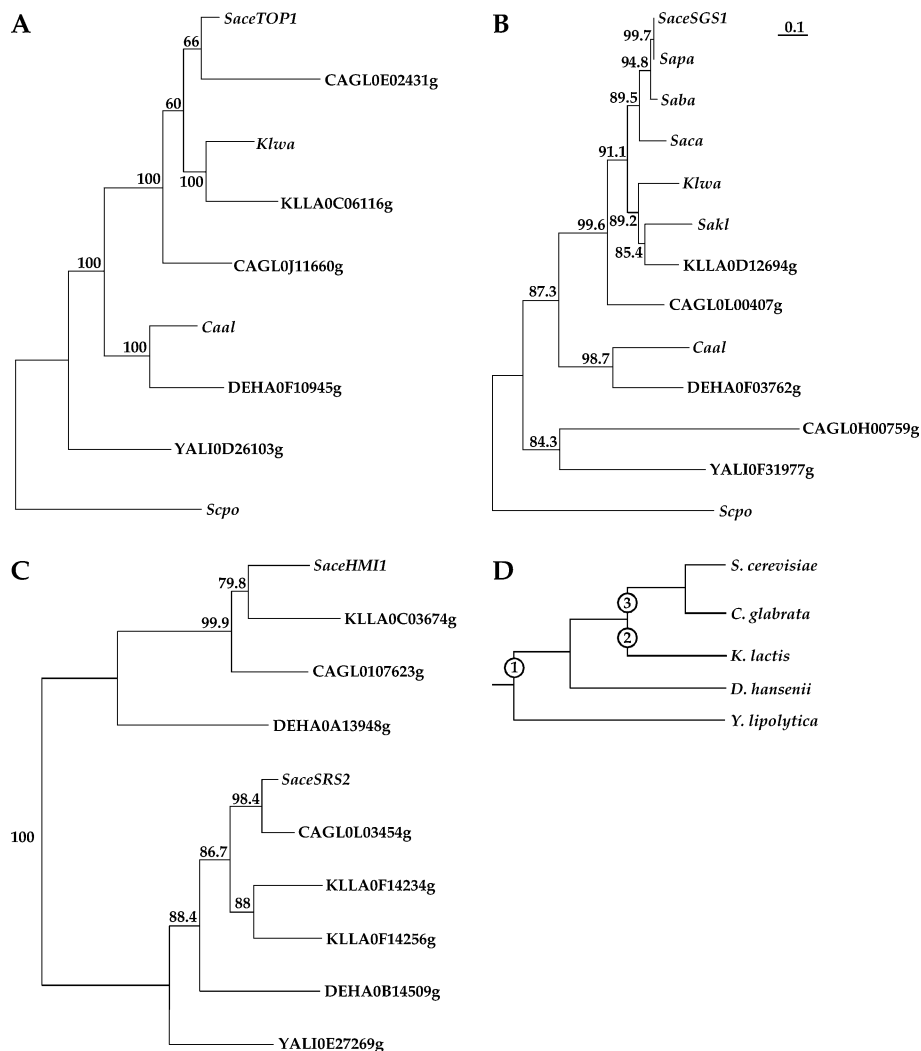 A
SaceTOP1
66
CAGL0E02431g
60
Klwa
100
KLLA0C06116g
100
CAGL0J11660g
100
Caal
100
DEHA0F10945g
YALI0D26103g
Scpo
B
0.1
SaceSGS1
99.7
Sapa
94.8
Saba
89.5
Saca
91.1
Klwa
89.2
Sakl
99.6
85.4
KLLA0D12694g
87.3
CAGL0L00407g
Caal
98.7
DEHA0F03762g
CAGL0H00759g
84.3
YALI0F31977g
Scpo
C
SaceHMI1
79.8
KLLA0C03674g
99.9
CAGL0107623g
DEHA0A13948g
SaceSRS2
98.4
CAGL0L03454g
100
86.7
KLLA0F14234g
88
88.4
KLLA0F14256g
DEHA0B14509g
YALI0E27269g
D
S. cerevisiae
3
C. glabrata
2
K. lactis
1
D. hansenii
Y. lipolytica